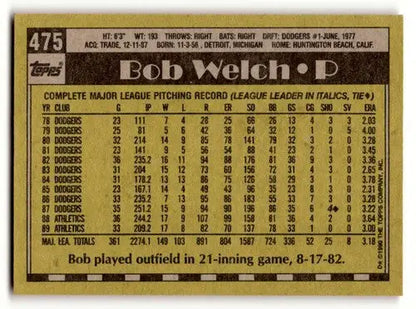 475
HT: 6'3" WT: 193 THROWS: RIGHT BATS: RIGHT DRFT: DODGERS #1-JUNE, 1977
ACQ: TRADE, 12-11-87 BORN: 11-3-56, DETROIT, MICHIGAN HOME: HUNTINGTON BEACH, CALIF.
Topps
Bob Welch • P
COMPLETE MAJOR LEAGUE PITCHING RECORD (LEAGUE LEADER IN ITALICS, TIE♦)
YR CLUB G IP W L R ER SO BB GS CG SHO SV ERA
78 DODGERS 23 111 7 4 28 25 66 26 13 4 3 3 2.03
79 DODGERS 25 81 5 6 42 36 64 32 12 1 0 5 4.00
80 DODGERS 32 214 14 9 85 78 141 79 32 3 2 0 3.28
81 DODGERS 23 141 9 5 56 54 88 41 23 2 1 0 3.45
82 DODGERS 36 235.2 16 11 94 88 176 81 36 9 3 0 3.36
83 DODGERS 31 204 15 12 73 60 156 72 31 4 3 0 2.65
84 DODGERS 31 178.2 13 13 86 75 126 58 29 3 1 0 3.78
85 DODGERS 23 167.1 14 4 49 43 96 35 23 8 3 0 2.31
86 DODGERS 33 235.2 7 13 95 86 183 55 33 7 3 0 3.28
87 DODGERS 35 251.2 15 9 94 90 196 86 35 6 4♦ 0 3.22
88 ATHLETICS 36 244.2 17 9 107 99 158 81 36 4 2 0 3.64
89 ATHLETICS 33 209.2 17 8 82 70 137 78 33 1 0 0 3.00
MAJ. LEA. TOTALS 361 2274.1 149 103 891 804 1587 724 336 52 25 8 3.18
Bob played outfield in 21-inning game, 8-17-82.
D* © 1990 THE TOPPS COMPANY, INC.